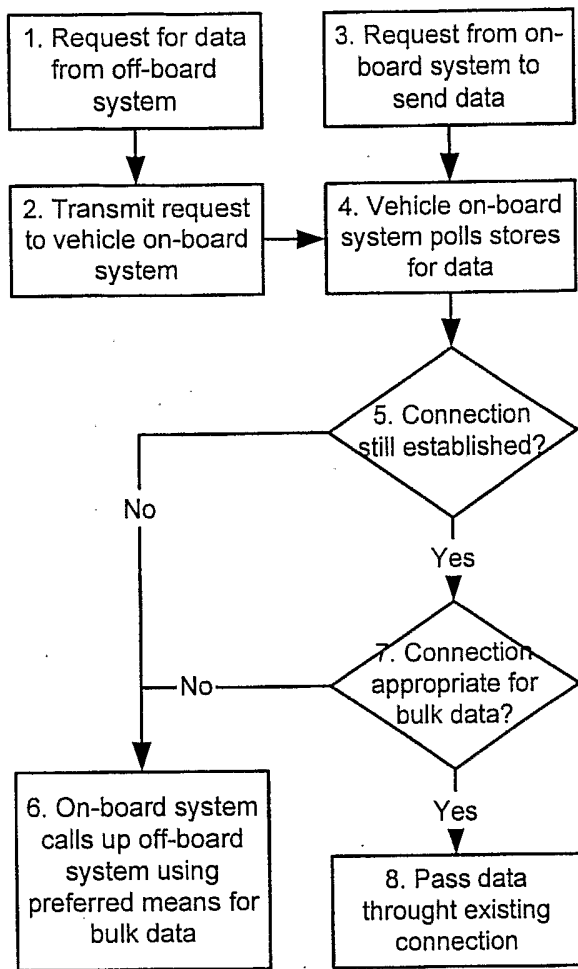 1. Request for data
from off-board
system
3. Request from on-
board system to
send data
2. Transmit request
to vehicle on-board
system
4. Vehicle on-board
system polls stores
for data
5. Connection
still established?
No
Yes
7. Connection
appropriate for
bulk data?
No
Yes
6. On-board system
calls up off-board
system using
preferred means for
bulk data
8. Pass data
throught existing
connection